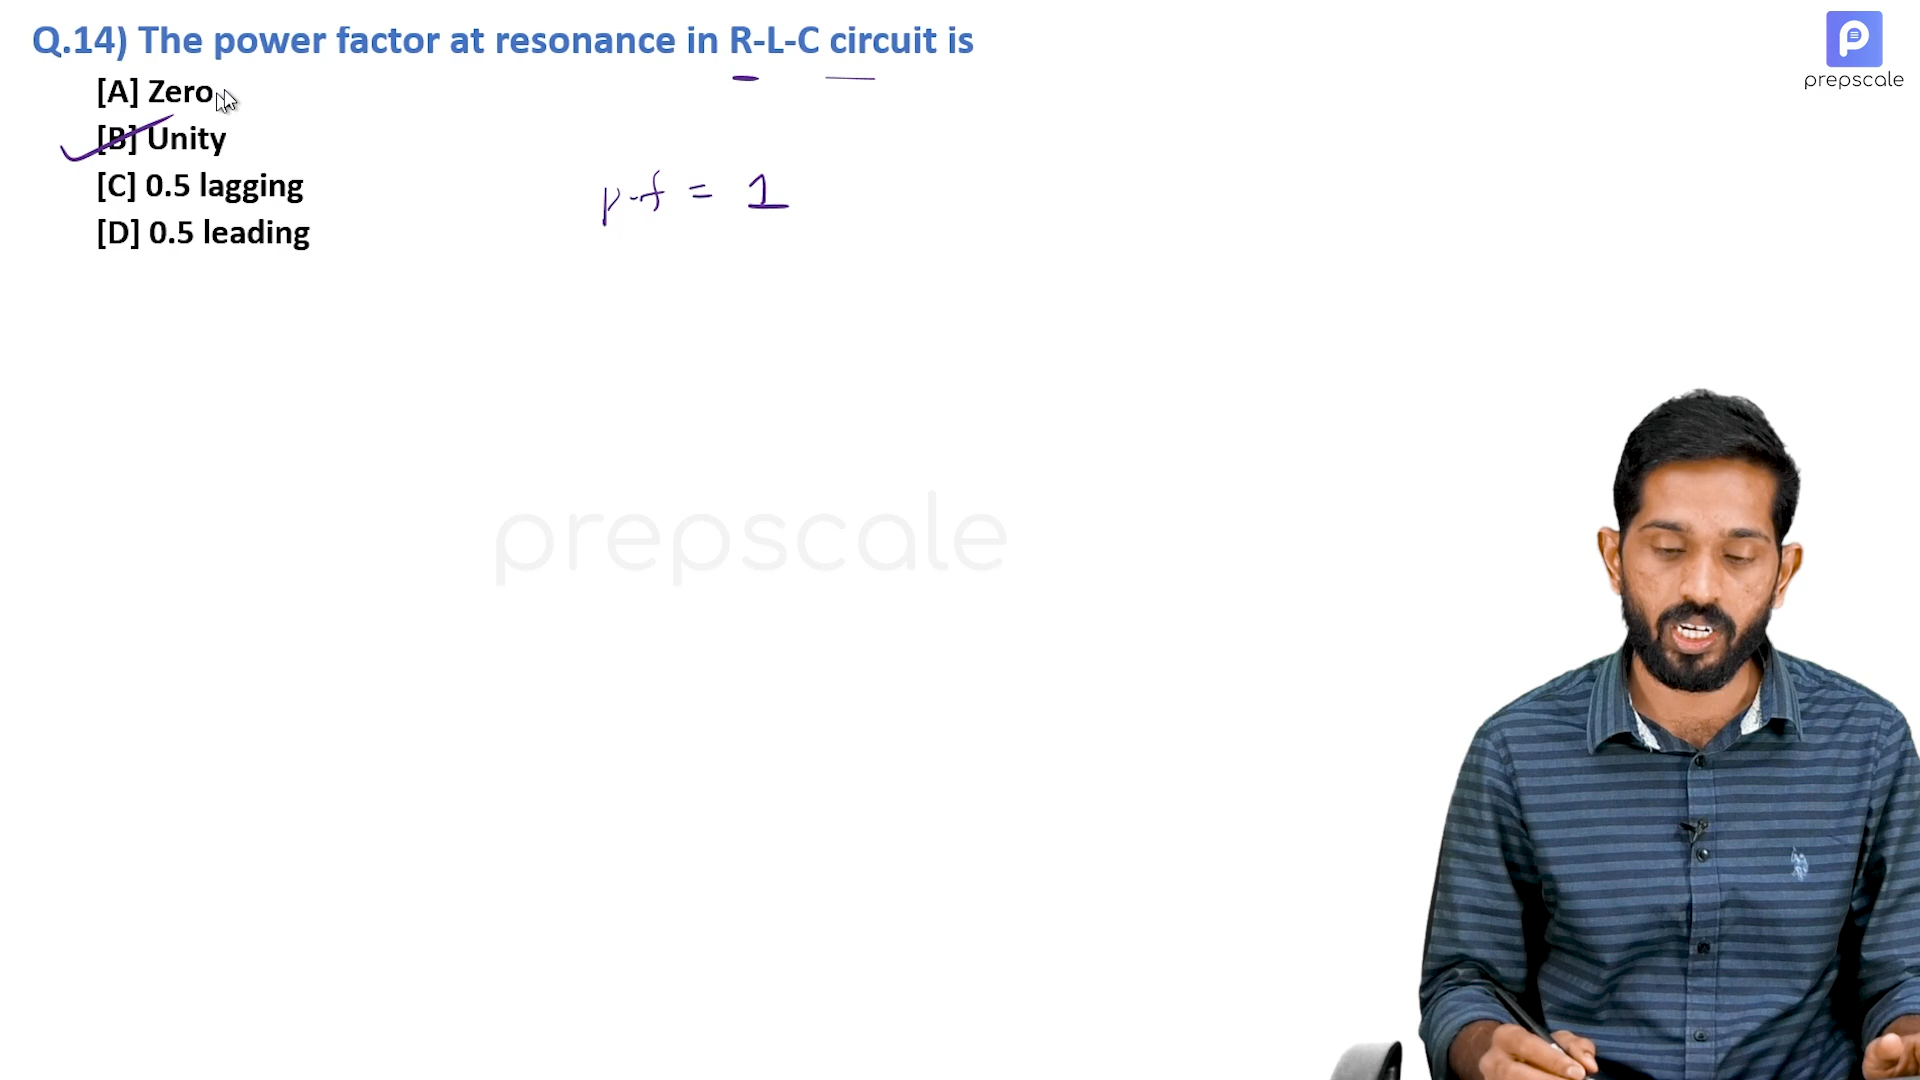 Q.14) The power factor at resonance in R-L-C circuit is
prepscale
[A] Zero
[B] Unity
[C] 0.5 lagging
[D] 0.5 leading
p.f = 1
prepscale